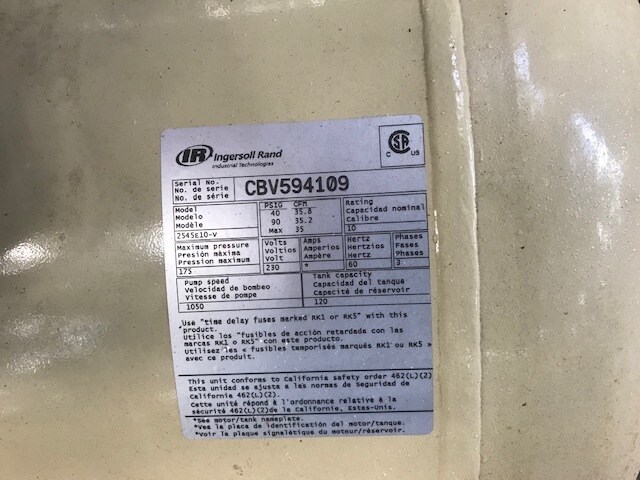 IR Ingersoll Rand
Industrial Technologies
CSA
C US
Serial No.
No. de serie
No. de série
CBV594109
Model
Modelo
Modèle
2545E10-V
PSIG CFM
40 35.8
90 35.2
Max 35
Rating
Capacidad nominal
Calibre
10
Maximum pressure
Presión máxima
Pression maximum
175
Volts
Voltios
Volt
230
Amps
Amperios
Ampère
*
Hertz
Hertzios
Hertz
60
Phases
Fases
Phases
3
Pump speed
Velocidad de bombeo
Vitesse de pompe
1050
Tank capacity
Capacidad del tanque
Capacité de réservoir
120
Use "time delay fuses marked RK1 or RK5" with this
product.
Utilice los "fusibles de acción retardada con las
marcas RK1 o RK5" con este producto.
Utilisez les « fusibles temporisés marqués RK1 ou RK5 »
avec ce produit.
This unit conforms to California safety order 462(L)(2)
Esta unidad se ajusta a las normas de Seguridad de
California 462(L)(2).
Cette unité répond à l'ordonnance relative à la
sécurité 462(L)(2)de la Californie, Estas-Unis.
*See motor/tank nameplate.
*Vea la placa de identificación del motor/tanque.
*Voir la plaque signalétique du moteur/réservoir.